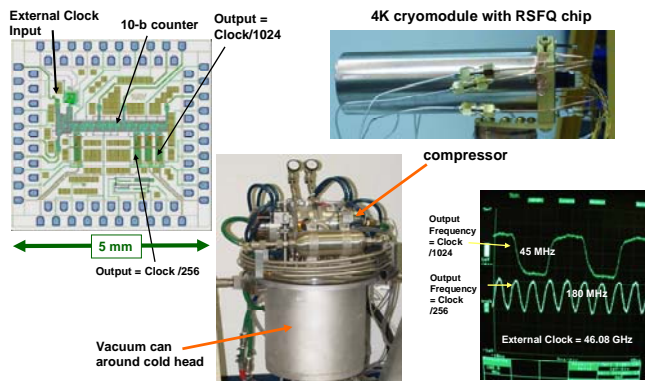 External Clock
Input
10-b counter
Output =
Clock/1024
4K cryomodule with RSFQ chip
5 mm
Output = Clock /256
compressor
Vacuum can
around cold head
Output
Frequency
= Clock
/1024
45 MHz
Output
Frequency
= Clock/
256
180 MHz
External Clock = 46.08 GHz